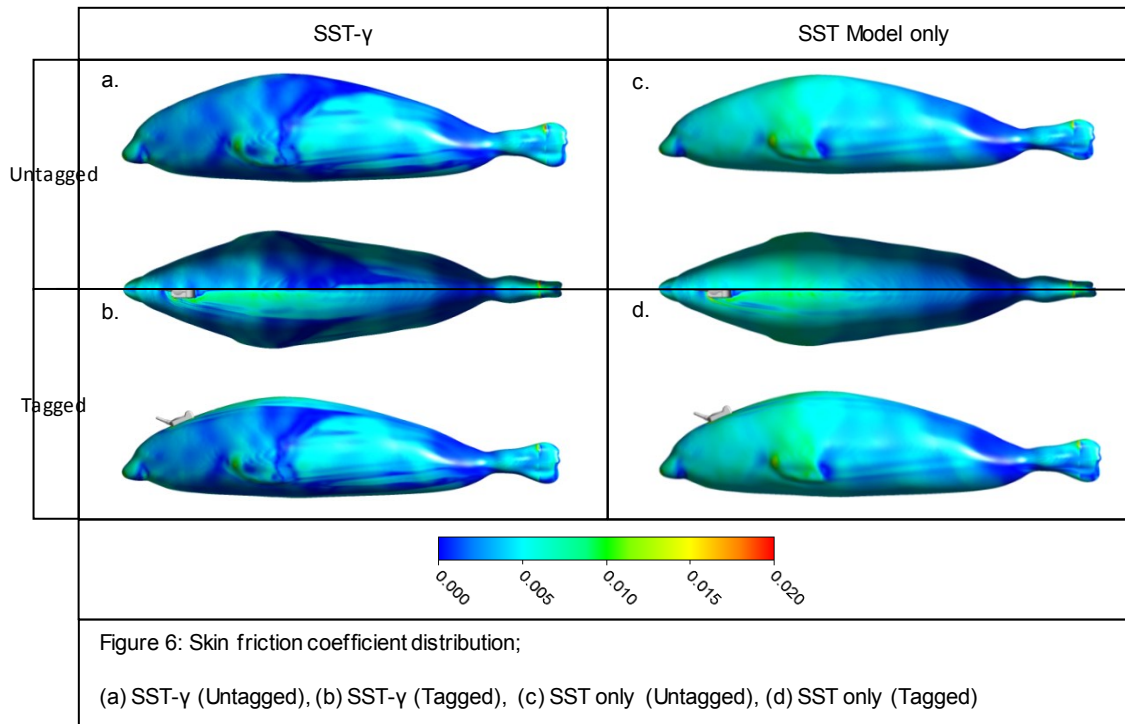 SST-γ
SST Model only
a.
c.
Untagged
b.
d.
Tagged
0.000
0.005
0.010
0.015
0.020
Figure 6: Skin friction coefficient distribution;
(a) SST-γ (Untagged), (b) SST-γ (Tagged), (c) SST only (Untagged), (d) SST only (Tagged)